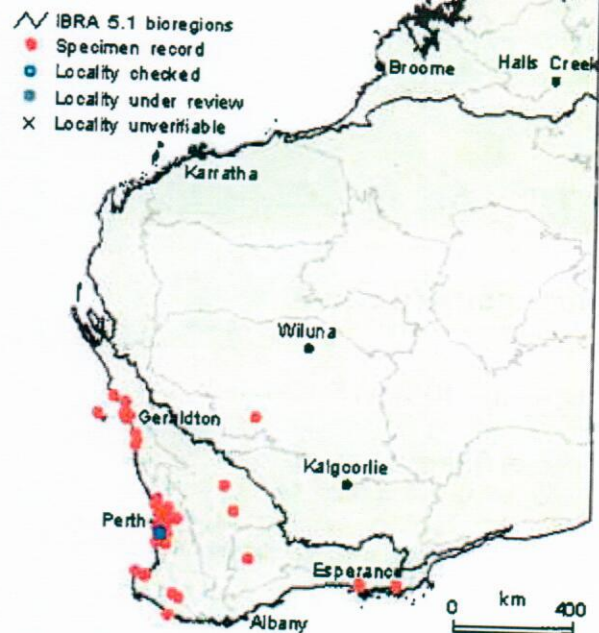 IBRA 5.1 bioregions
Specimen record
Locality checked
Locality under review
Locality unverifiable
Broome
Halls Creek
Karratha
Wiluna
Geraldton
Kalgoorlie
Perth
Esperance
Albany
km
0 400